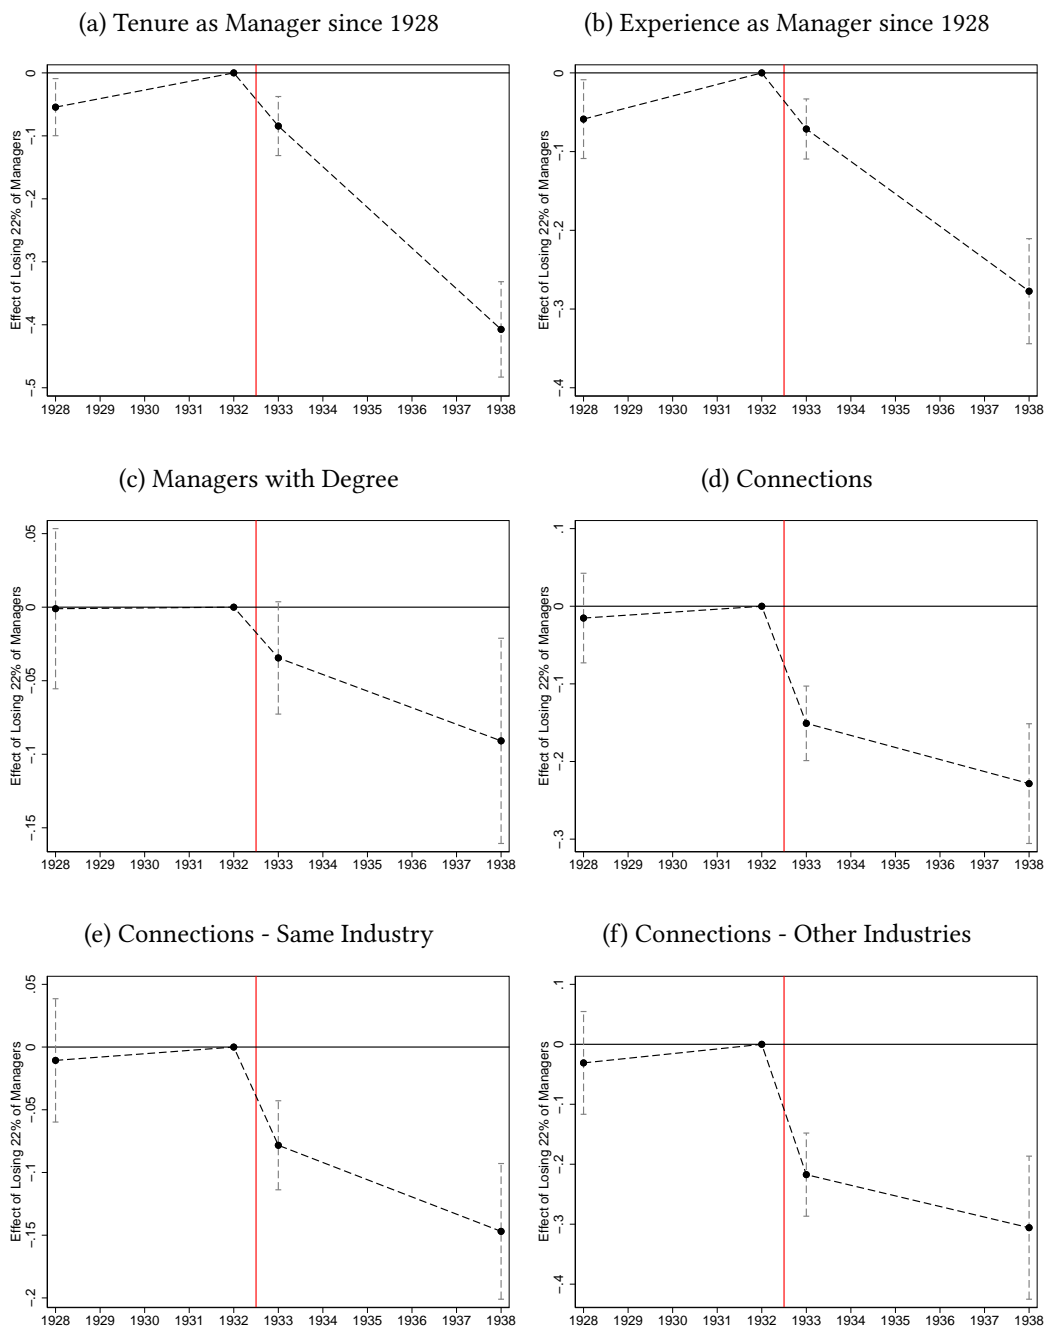 (a) Tenure as Manager since 1928
Effect of Losing 22% of Managers
0
-.1
-.2
-.3
-.4
-.5
1928 1929 1930 1931 1932 1933 1934 1935 1936 1937 1938
(b) Experience as Manager since 1928
Effect of Losing 22% of Managers
0
-.1
-.2
-.3
-.4
1928 1929 1930 1931 1932 1933 1934 1935 1936 1937 1938
(c) Managers with Degree
Effect of Losing 22% of Managers
.05
0
-.05
-.1
-.15
1928 1929 1930 1931 1932 1933 1934 1935 1936 1937 1938
(d) Connections
Effect of Losing 22% of Managers
.1
0
-.1
-.2
-.3
1928 1929 1930 1931 1932 1933 1934 1935 1936 1937 1938
(e) Connections - Same Industry
Effect of Losing 22% of Managers
.05
0
-.05
-.1
-.15
-.2
1928 1929 1930 1931 1932 1933 1934 1935 1936 1937 1938
(f) Connections - Other Industries
Effect of Losing 22% of Managers
.1
0
-.1
-.2
-.3
-.4
1928 1929 1930 1931 1932 1933 1934 1935 1936 1937 1938